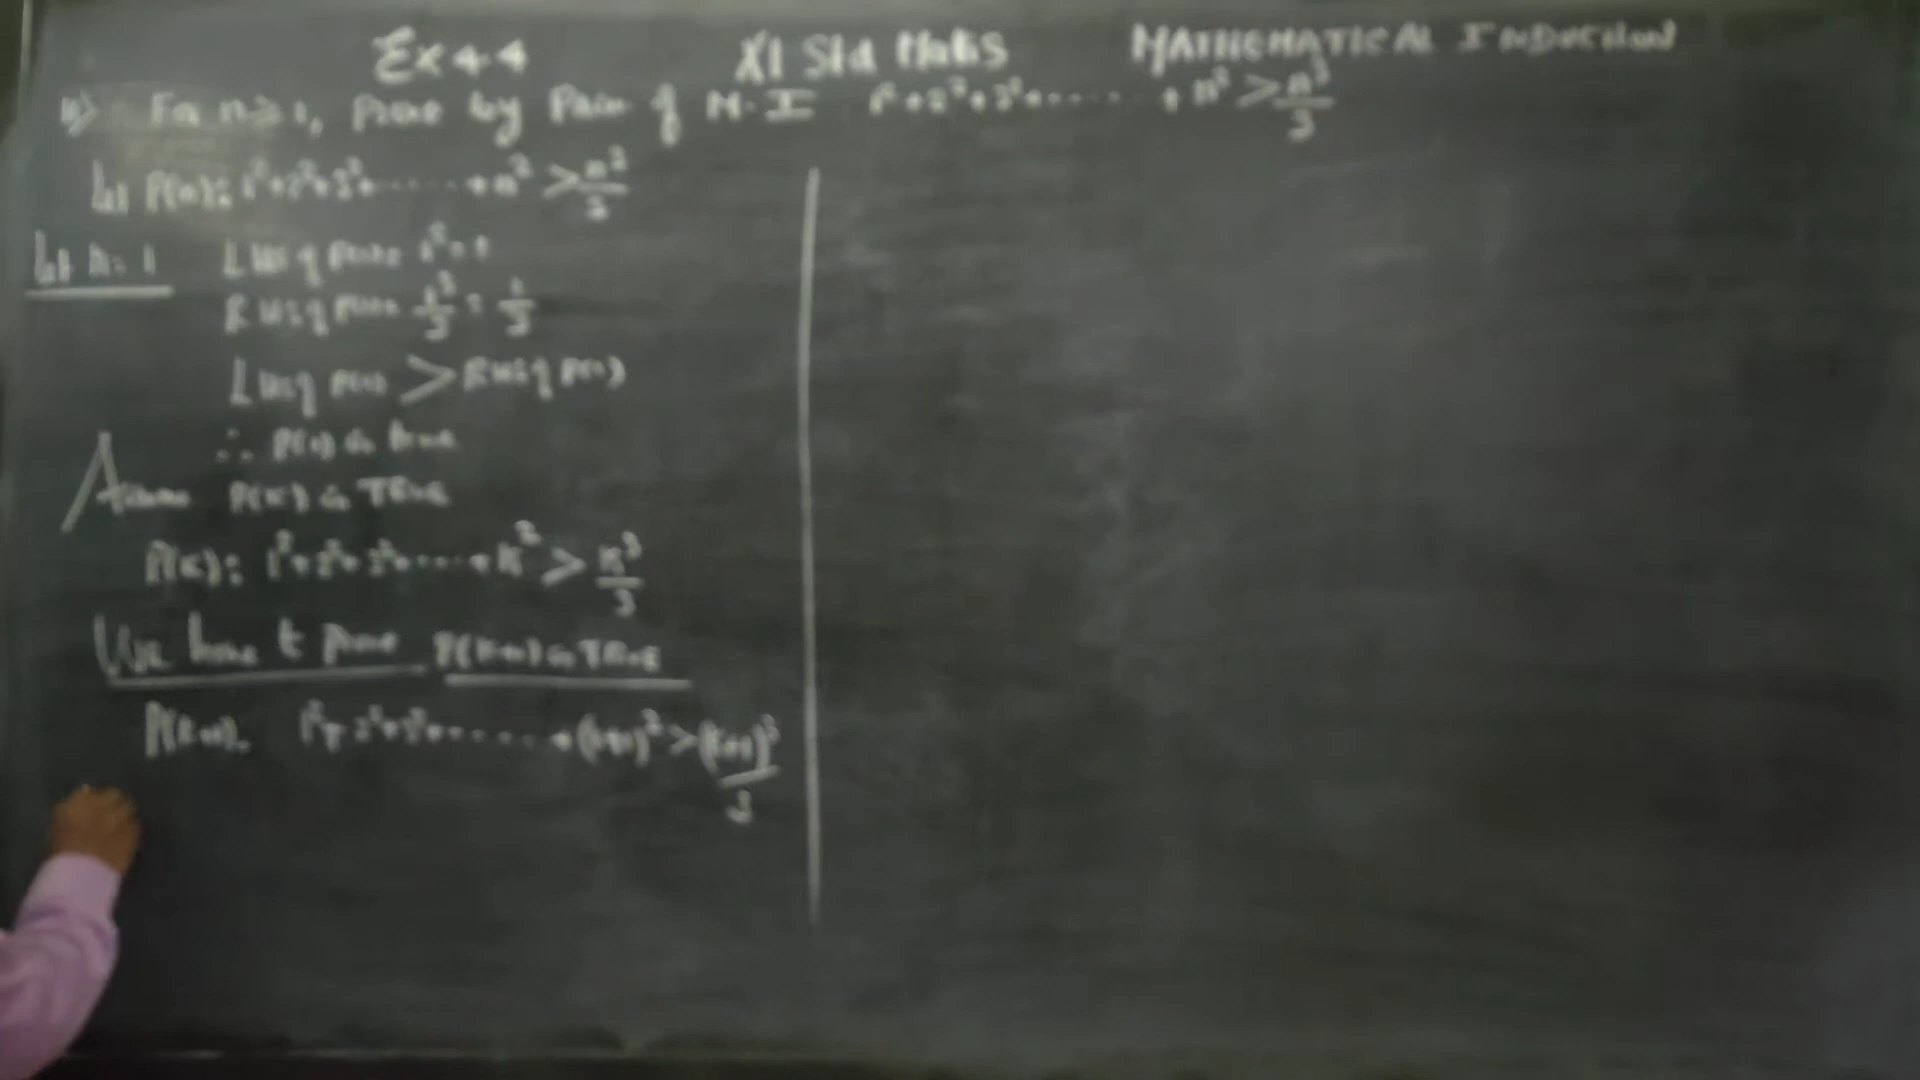 Ex 4.4 XI Std Maths MATHEMATICAL INDUCTION
For n ≥ 1, prove by Prin of M.I 1² + 2² + 3² + ...... + n² > n³/3
Let P(n): 1² + 2² + 3² + ...... + n² > n³/3
Let n = 1 LHS of P(1) 1² = 1
RHS of P(1) 1³/3 = 1/3
LHS of P(1) > RHS of P(1)
∴ P(1) is true
Assume P(K) is TRUE
P(K): 1² + 2² + 3² + ..... + K² > K³/3
We have to prove P(K+1) is TRUE
P(K+1). 1² + 2² + 3² + ...... + (K+1)² > (K+1)³/3